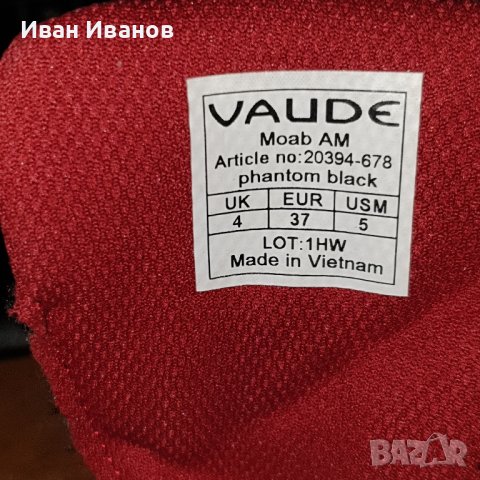 Иван Иванов
VAUDE
Moab AM
Article no:20394-678
phantom black
UK EUR USM
4 37 5
LOT:1HW
Made in Vietnam
BAZAR